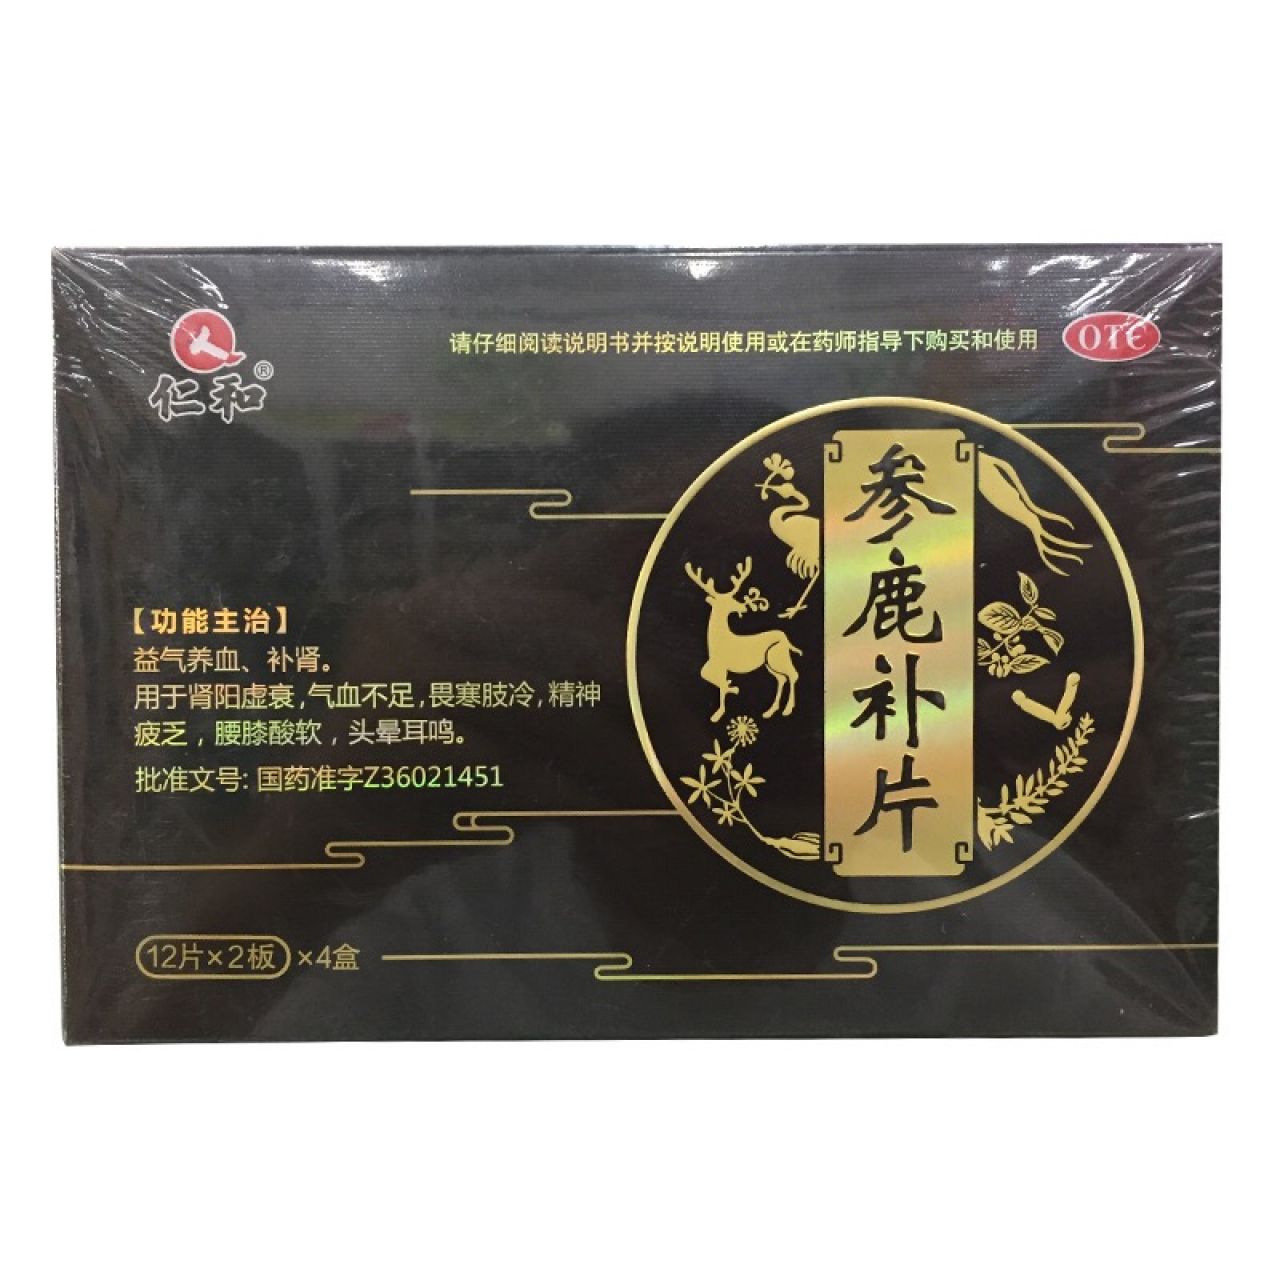 仁和®
请仔细阅读说明书并按说明使用或在药师指导下购买和使用
OTC
参鹿补片
【功能主治】
益气养血、补肾。
用于肾阳虚衰,气血不足,畏寒肢冷,精神
疲乏，腰膝酸软，头晕耳鸣。
批准文号: 国药准字Z36021451
12片×2板×4盒